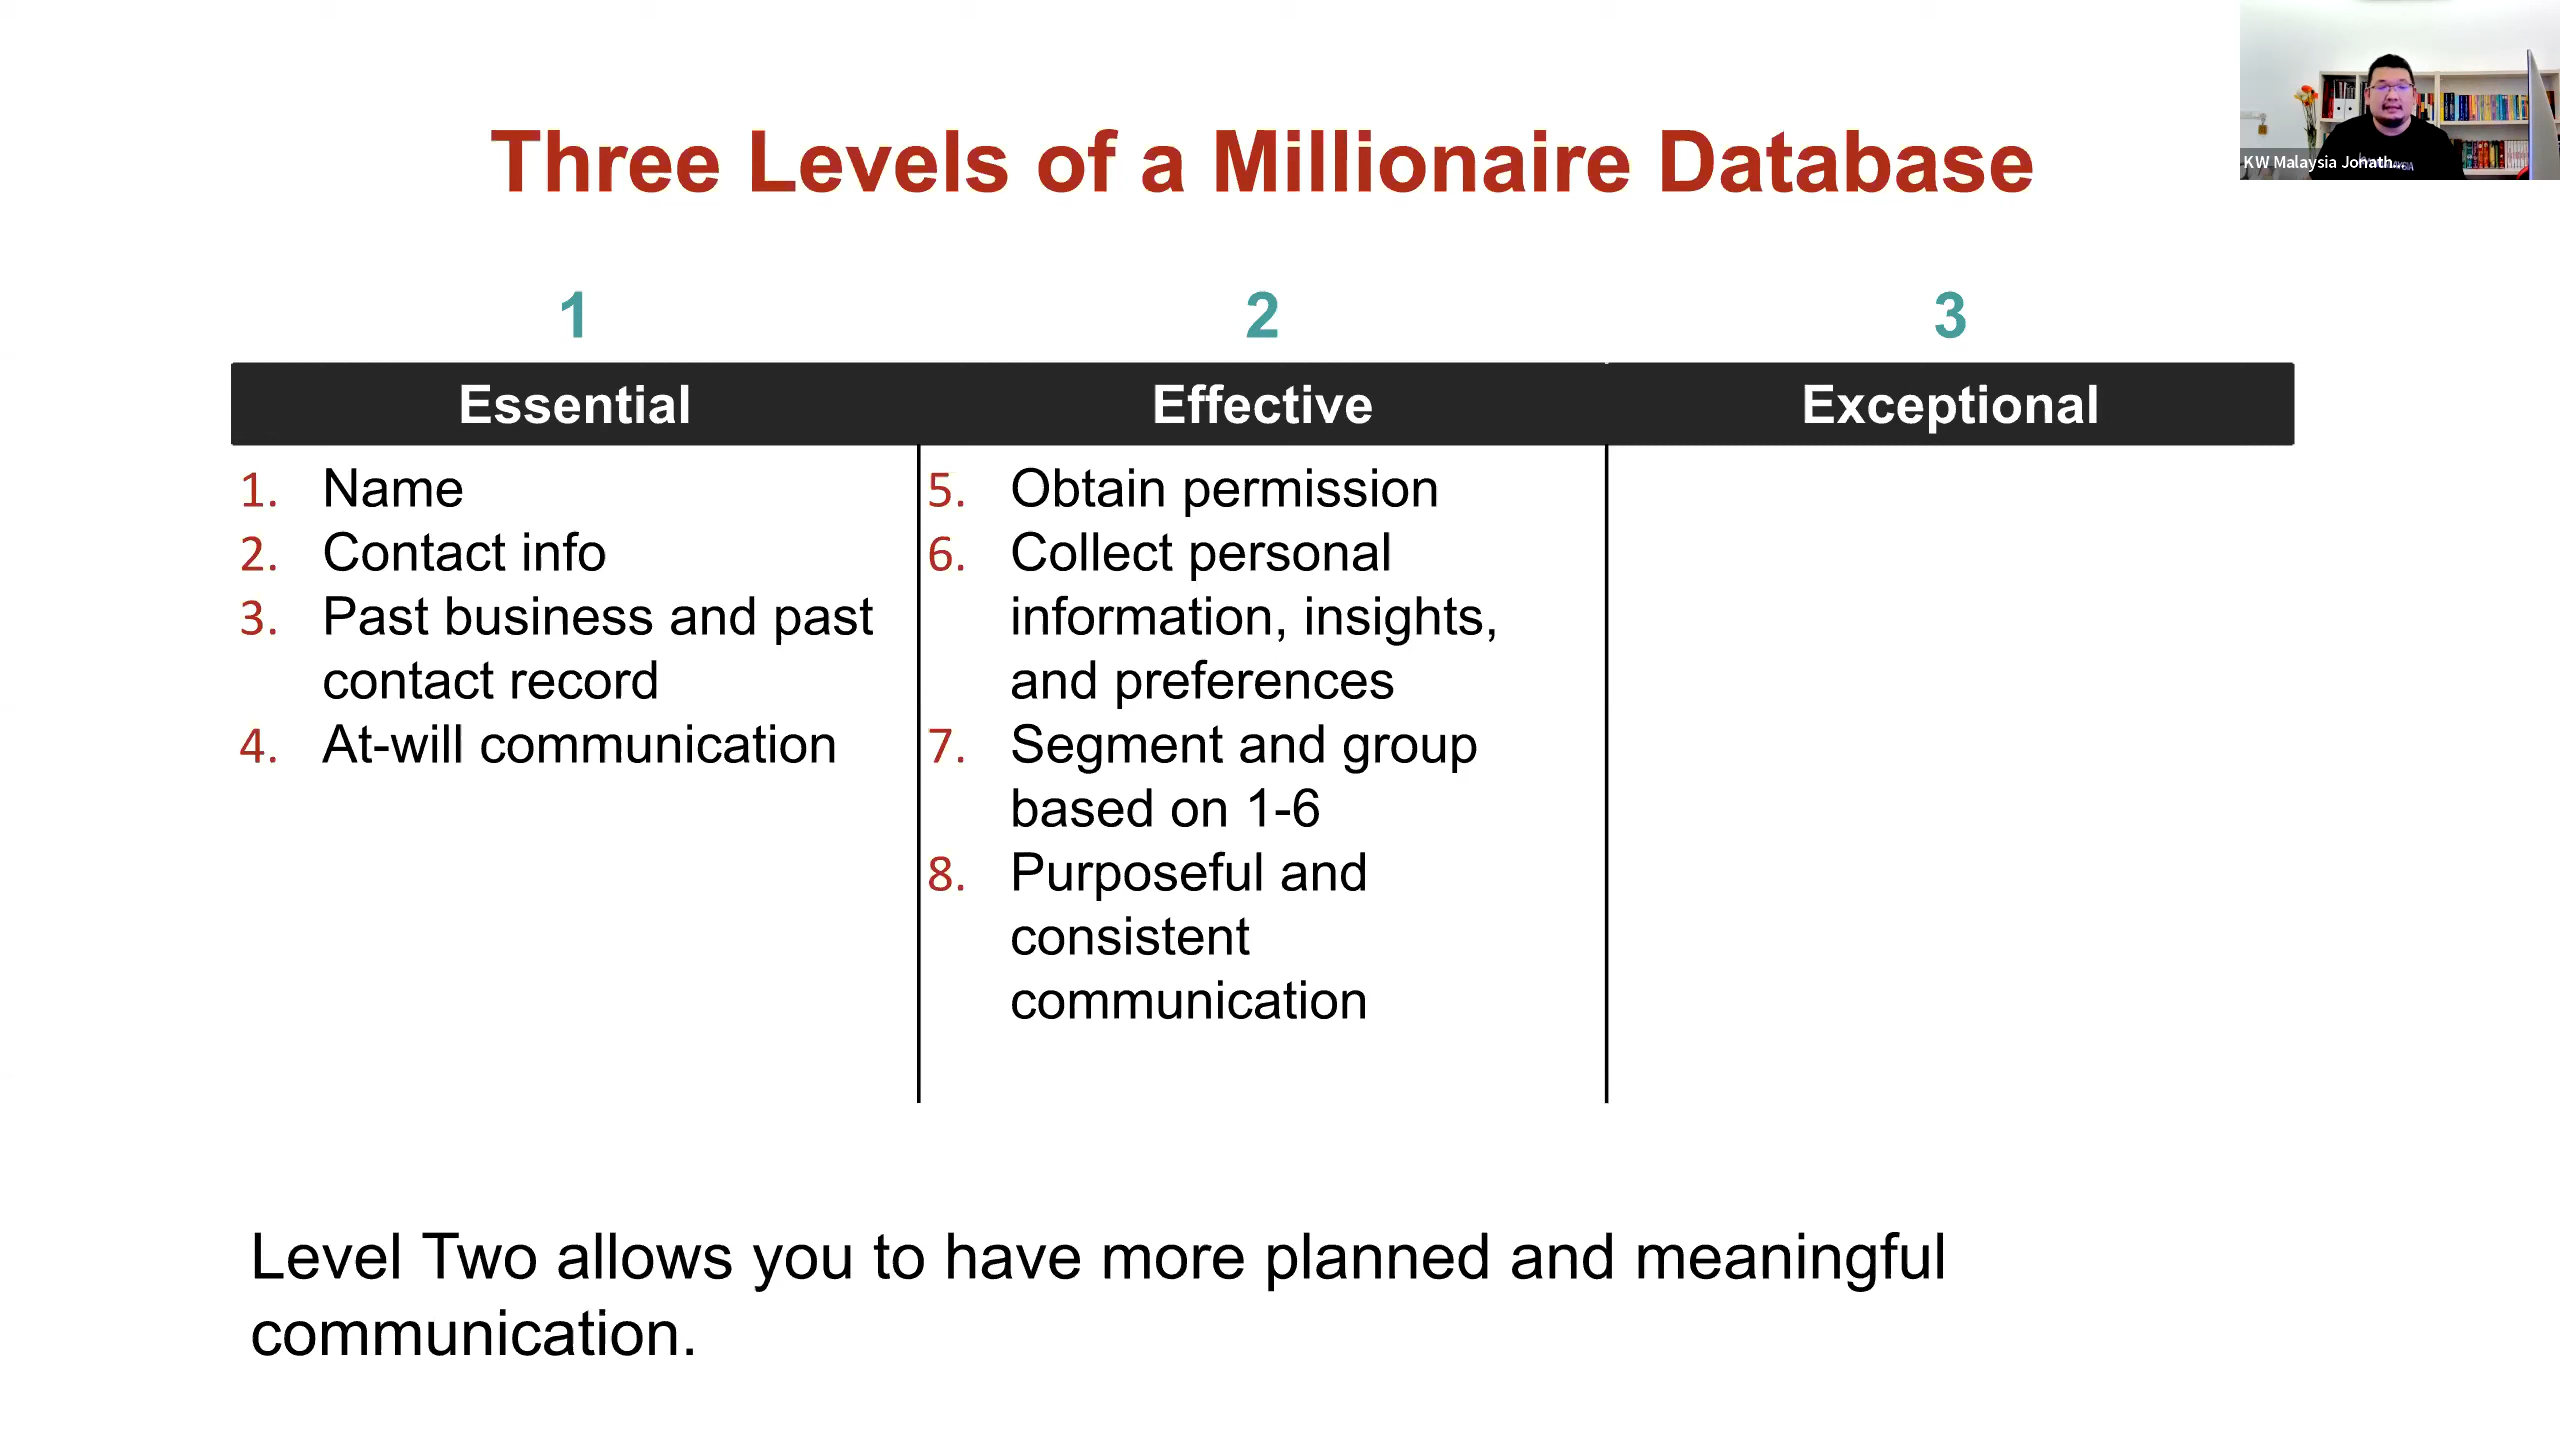 Three Levels of a Millionaire Database
KW Malaysia Jonath...
1
2
3
Essential
Effective
Exceptional
1. Name
2. Contact info
3. Past business and past
contact record
4. At-will communication
5. Obtain permission
6. Collect personal
information, insights,
and preferences
7. Segment and group
based on 1-6
8. Purposeful and
consistent
communication
Level Two allows you to have more planned and meaningful
communication.